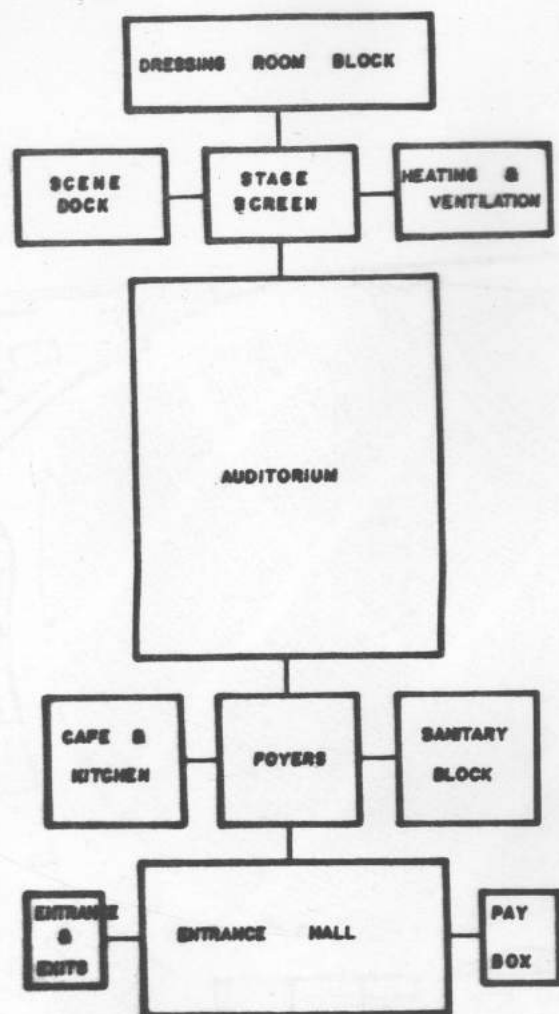 DRESSING ROOM BLOCK
SCENE
DOCK
STAGE
SCREEN
HEATING &
VENTILATION
AUDITORIUM
CAFE &
KITCHEN
FOYERS
SANITARY
BLOCK
ENTRANCE
&
EXITS
ENTRANCE HALL
PAY
BOX